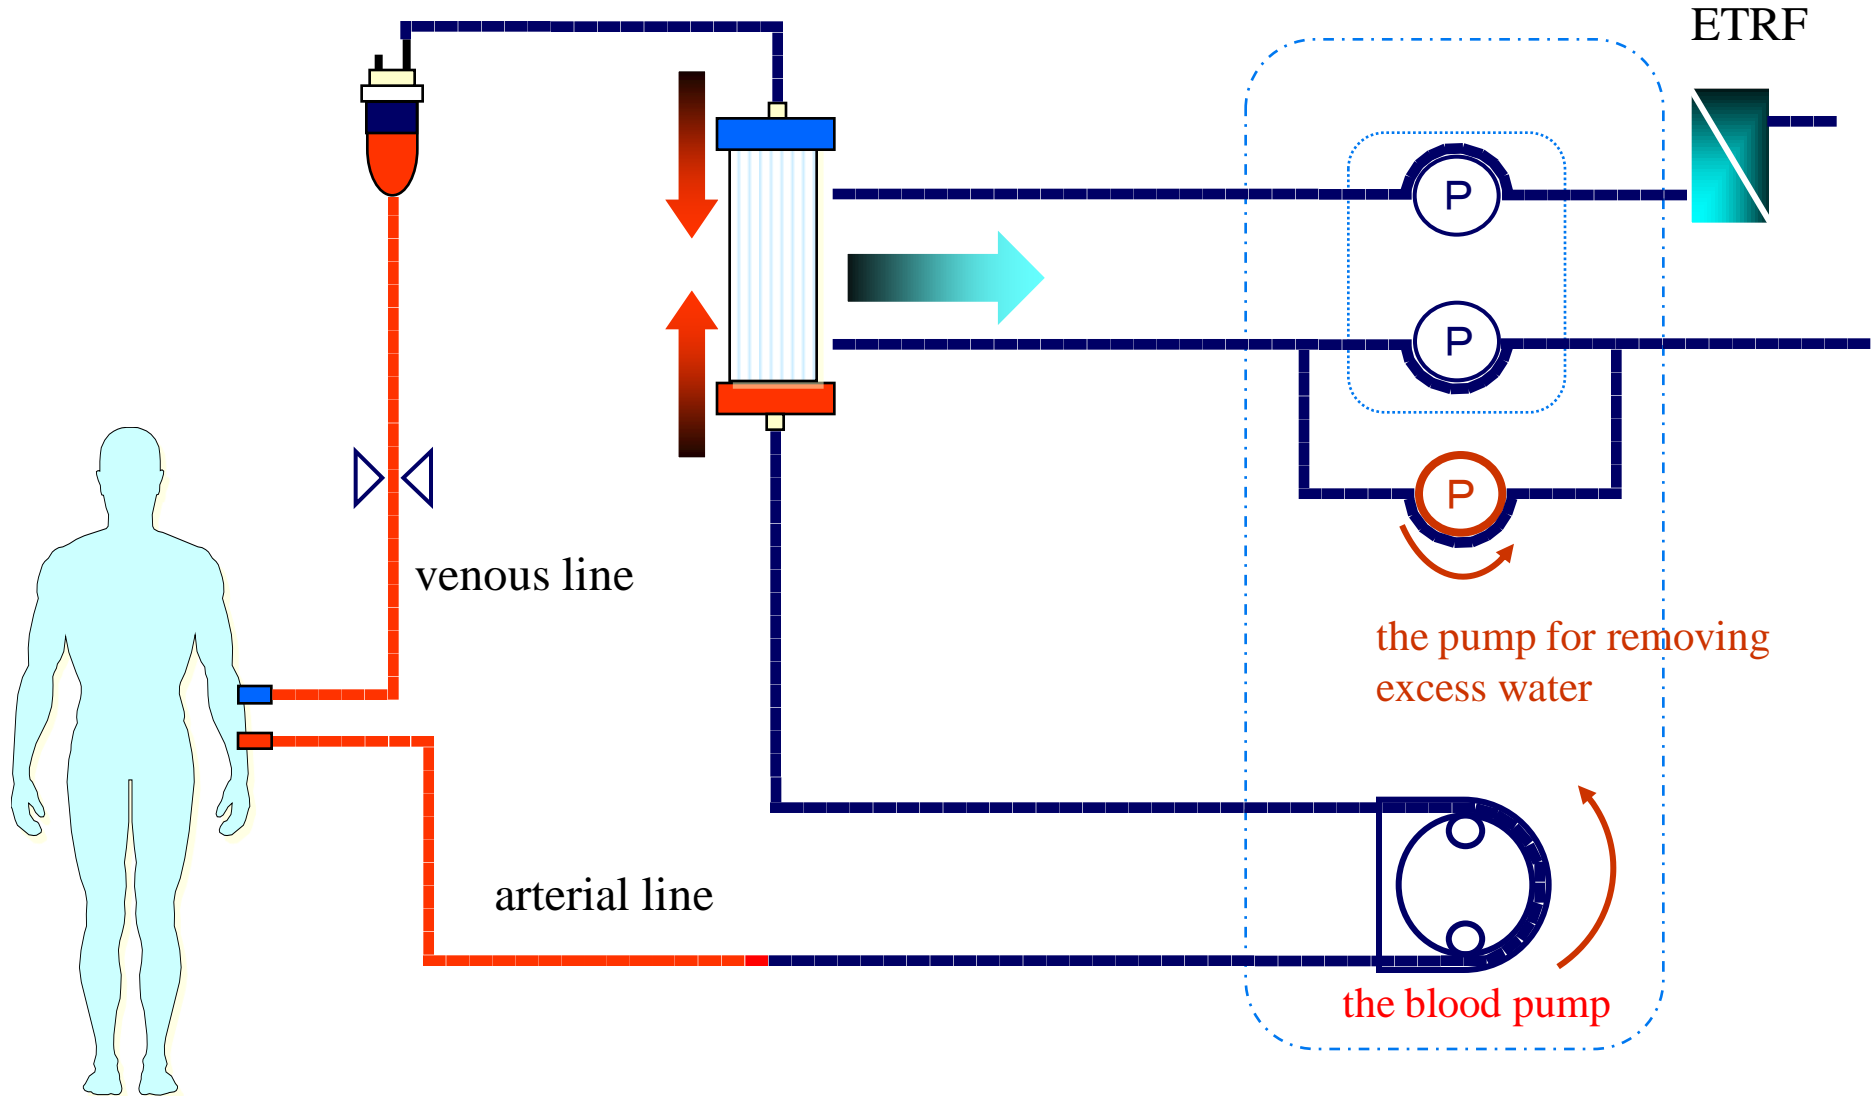 ETRF
P
P
P
venous line
the pump for removing
excess water
arterial line
the blood pump